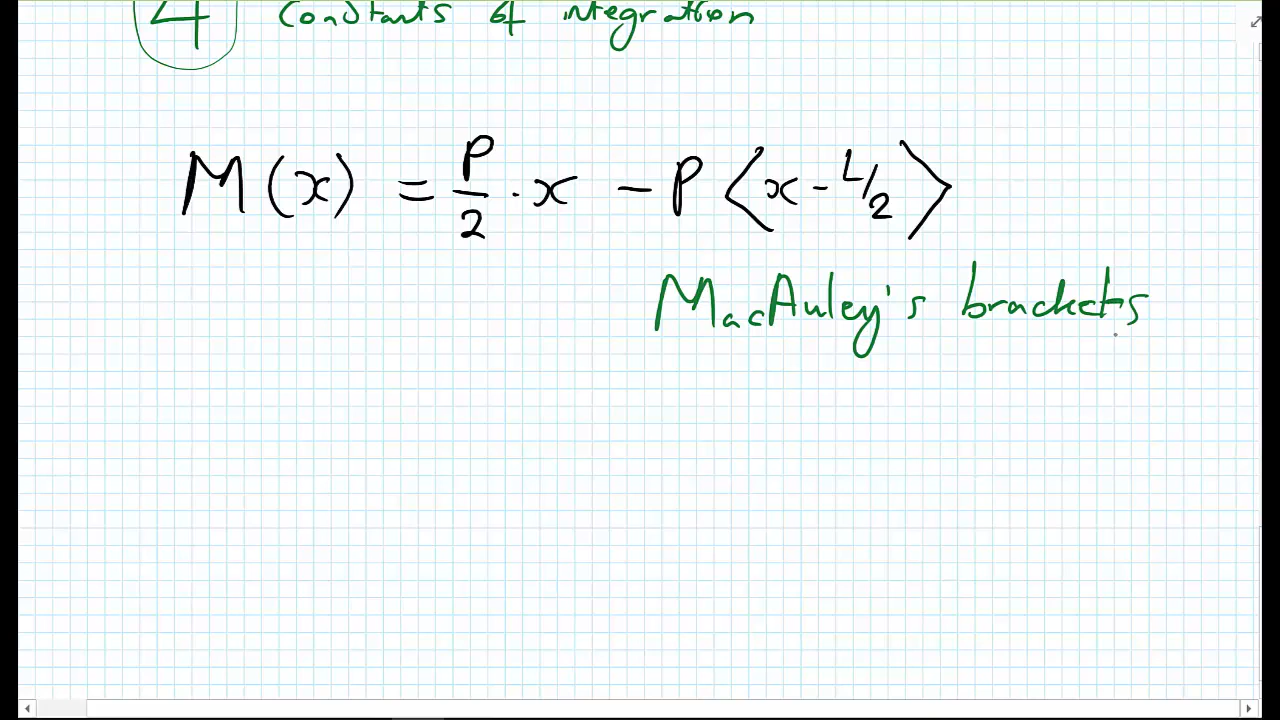 4 Constants of integration
M(x) = P/2 · x - P⟨x - L/2⟩
MacAuley's brackets